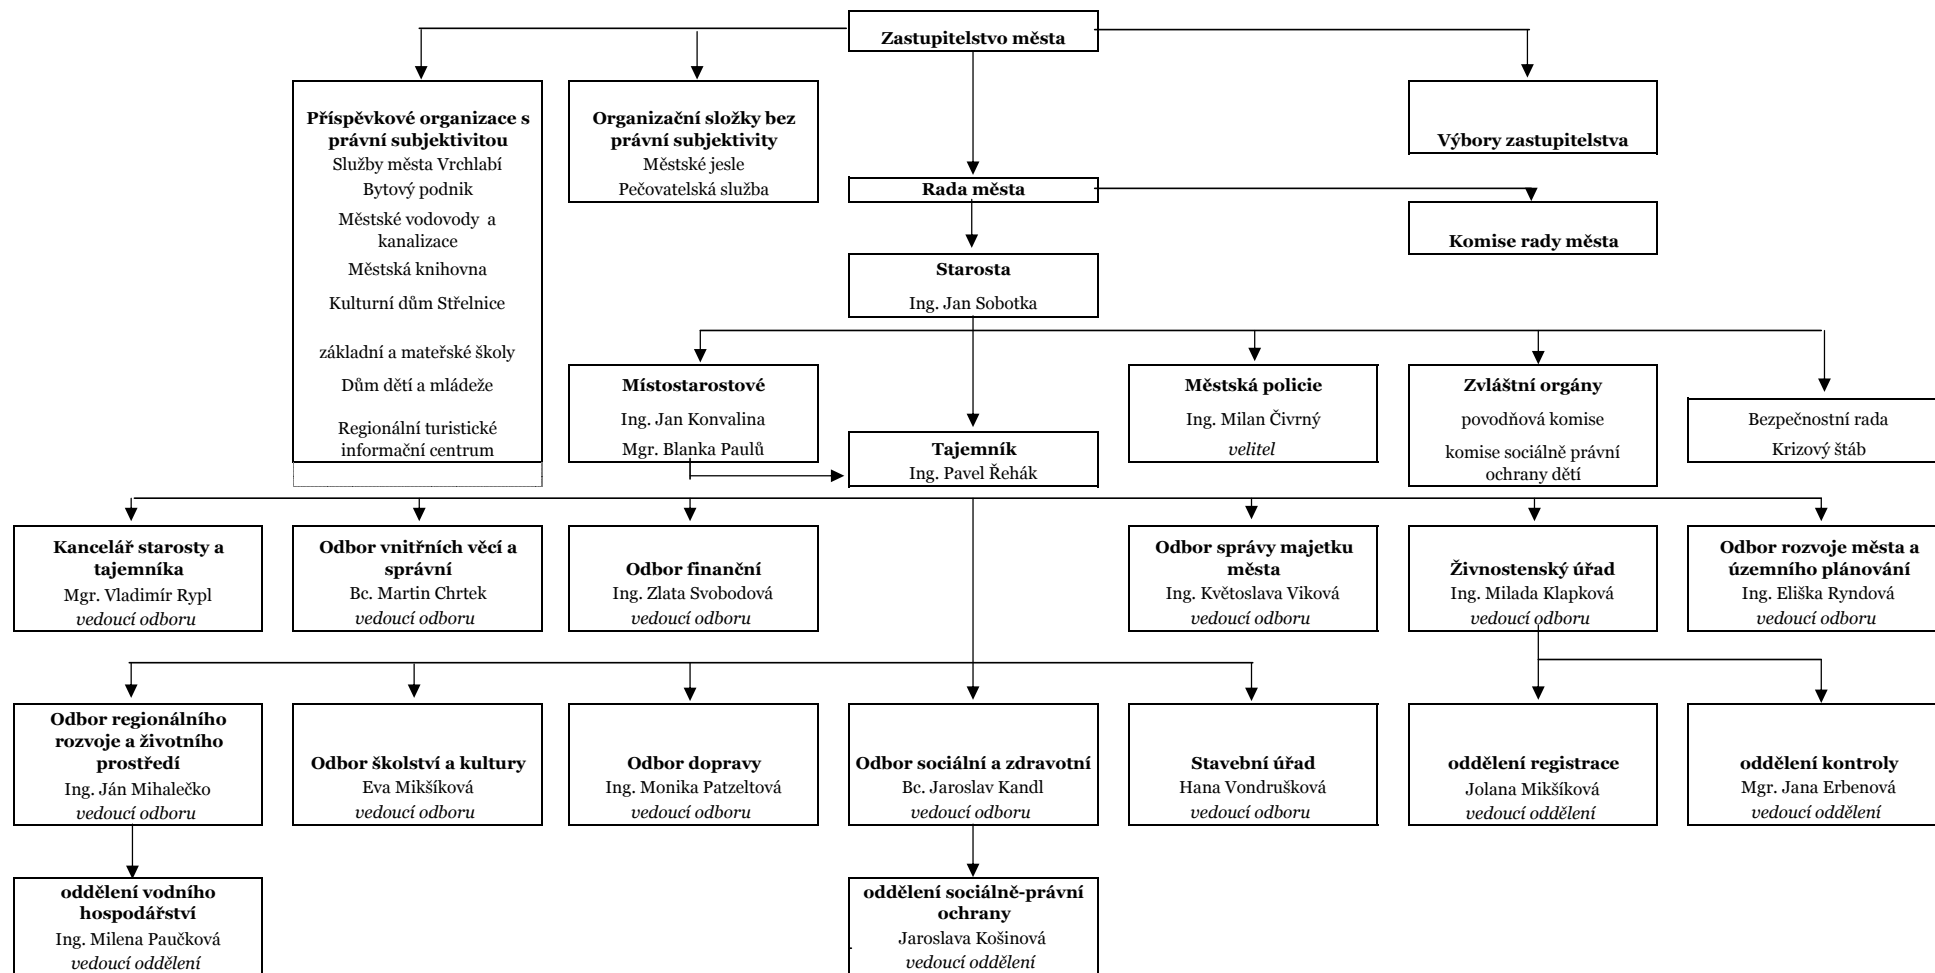 Zastupitelstvo města
Příspěvkové organizace s
právní subjektivitou
Služby města Vrchlabí
Bytový podnik
Městské vodovody a
kanalizace
Městská knihovna
Kulturní dům Střelnice
základní a mateřské školy
Dům dětí a mládeže
Regionální turistické
informační centrum
Organizační složky bez
právní subjektivity
Městské jesle
Pečovatelská služba
Výbory zastupitelstva
Rada města
Komise rady města
Starosta
Ing. Jan Sobotka
Místostarostové
Ing. Jan Konvalina
Mgr. Blanka Paulů
Tajemník
Ing. Pavel Řehák
Městská policie
Ing. Milan Čivrný
velitel
Zvláštní orgány
povodňová komise
komise sociálně právní
ochrany dětí
Bezpečnostní rada
Krizový štáb
Kancelář starosty a
tajemníka
Mgr. Vladimír Rypl
vedoucí odboru
Odbor vnitřních věcí a
správní
Bc. Martin Chrtek
vedoucí odboru
Odbor finanční
Ing. Zlata Svobodová
vedoucí odboru
Odbor správy majetku
města
Ing. Květoslava Viková
vedoucí odboru
Živnostenský úřad
Ing. Milada Klapková
vedoucí odboru
Odbor rozvoje města a
územního plánování
Ing. Eliška Ryndová
vedoucí odboru
Odbor regionálního
rozvoje a životního
prostředí
Ing. Ján Mihalečko
vedoucí odboru
Odbor školství a kultury
Eva Mikšíková
vedoucí odboru
Odbor dopravy
Ing. Monika Patzeltová
vedoucí odboru
Odbor sociální a zdravotní
Bc. Jaroslav Kandl
vedoucí odboru
Stavební úřad
Hana Vondrušková
vedoucí odboru
oddělení registrace
Jolana Mikšíková
vedoucí oddělení
oddělení kontroly
Mgr. Jana Erbenová
vedoucí oddělení
oddělení vodního
hospodářství
Ing. Milena Paučková
vedoucí oddělení
oddělení sociálně-právní
ochrany
Jaroslava Košinová
vedoucí oddělení